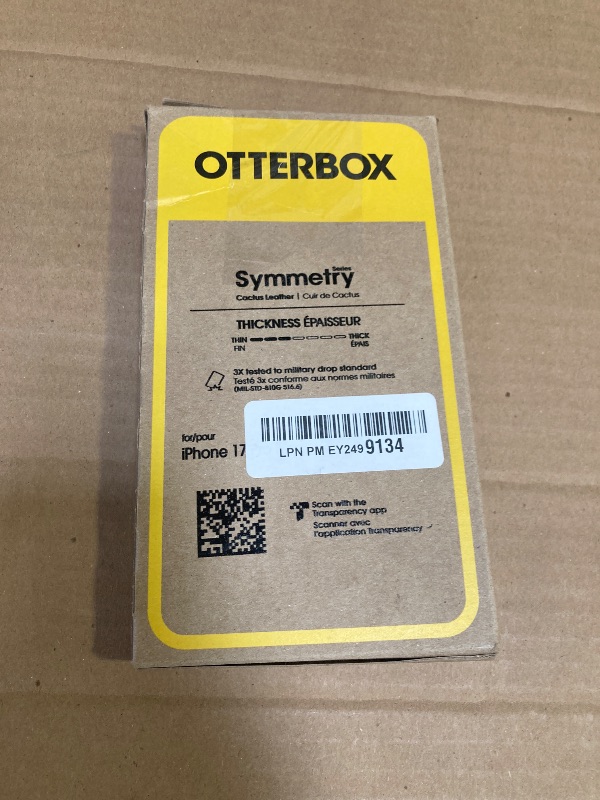 OTTERBOX
Symmetry Series
Cactus Leather | Cuir de Cactus
THICKNESS ÉPAISSEUR
THIN THICK
FIN ÉPAIS
3X tested to military drop standard
Testé 3x conforme aux normes militaires
(MIL-STD-810G 516.6)
for/pour
iPhone 17
LPN PM EY249 9134
Scan with the
Transparency app
Scanner avec
l'application Transparency